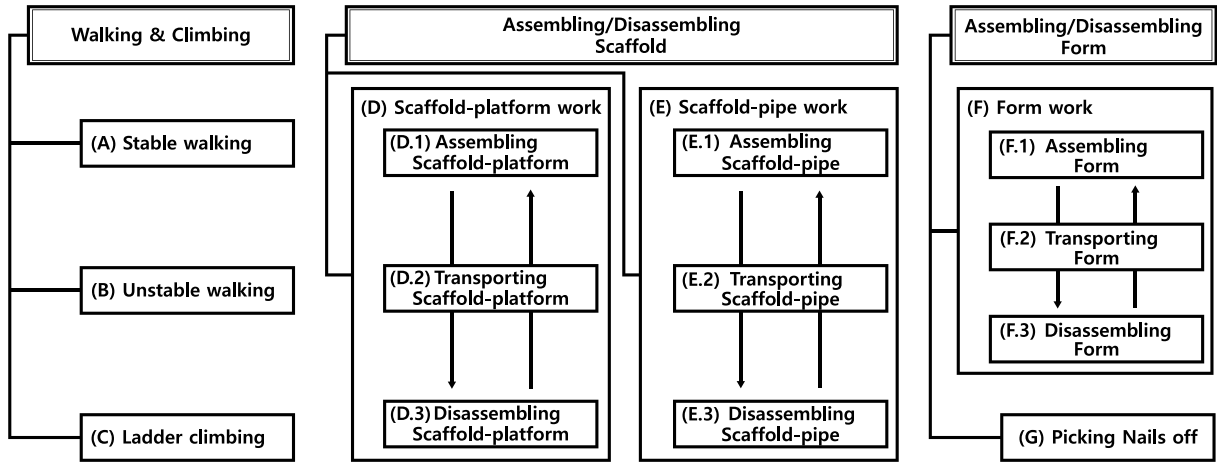 Walking & Climbing
(A) Stable walking
(B) Unstable walking
(C) Ladder climbing
Assembling/Disassembling
Scaffold
(D) Scaffold-platform work
(D.1) Assembling
Scaffold-platform
(D.2) Transporting
Scaffold-platform
(D.3) Disassembling
Scaffold-platform
(E) Scaffold-pipe work
(E.1) Assembling
Scaffold-pipe
(E.2) Transporting
Scaffold-pipe
(E.3) Disassembling
Scaffold-pipe
Assembling/Disassembling
Form
(F) Form work
(F.1) Assembling
Form
(F.2) Transporting
Form
(F.3) Disassembling
Form
(G) Picking Nails off